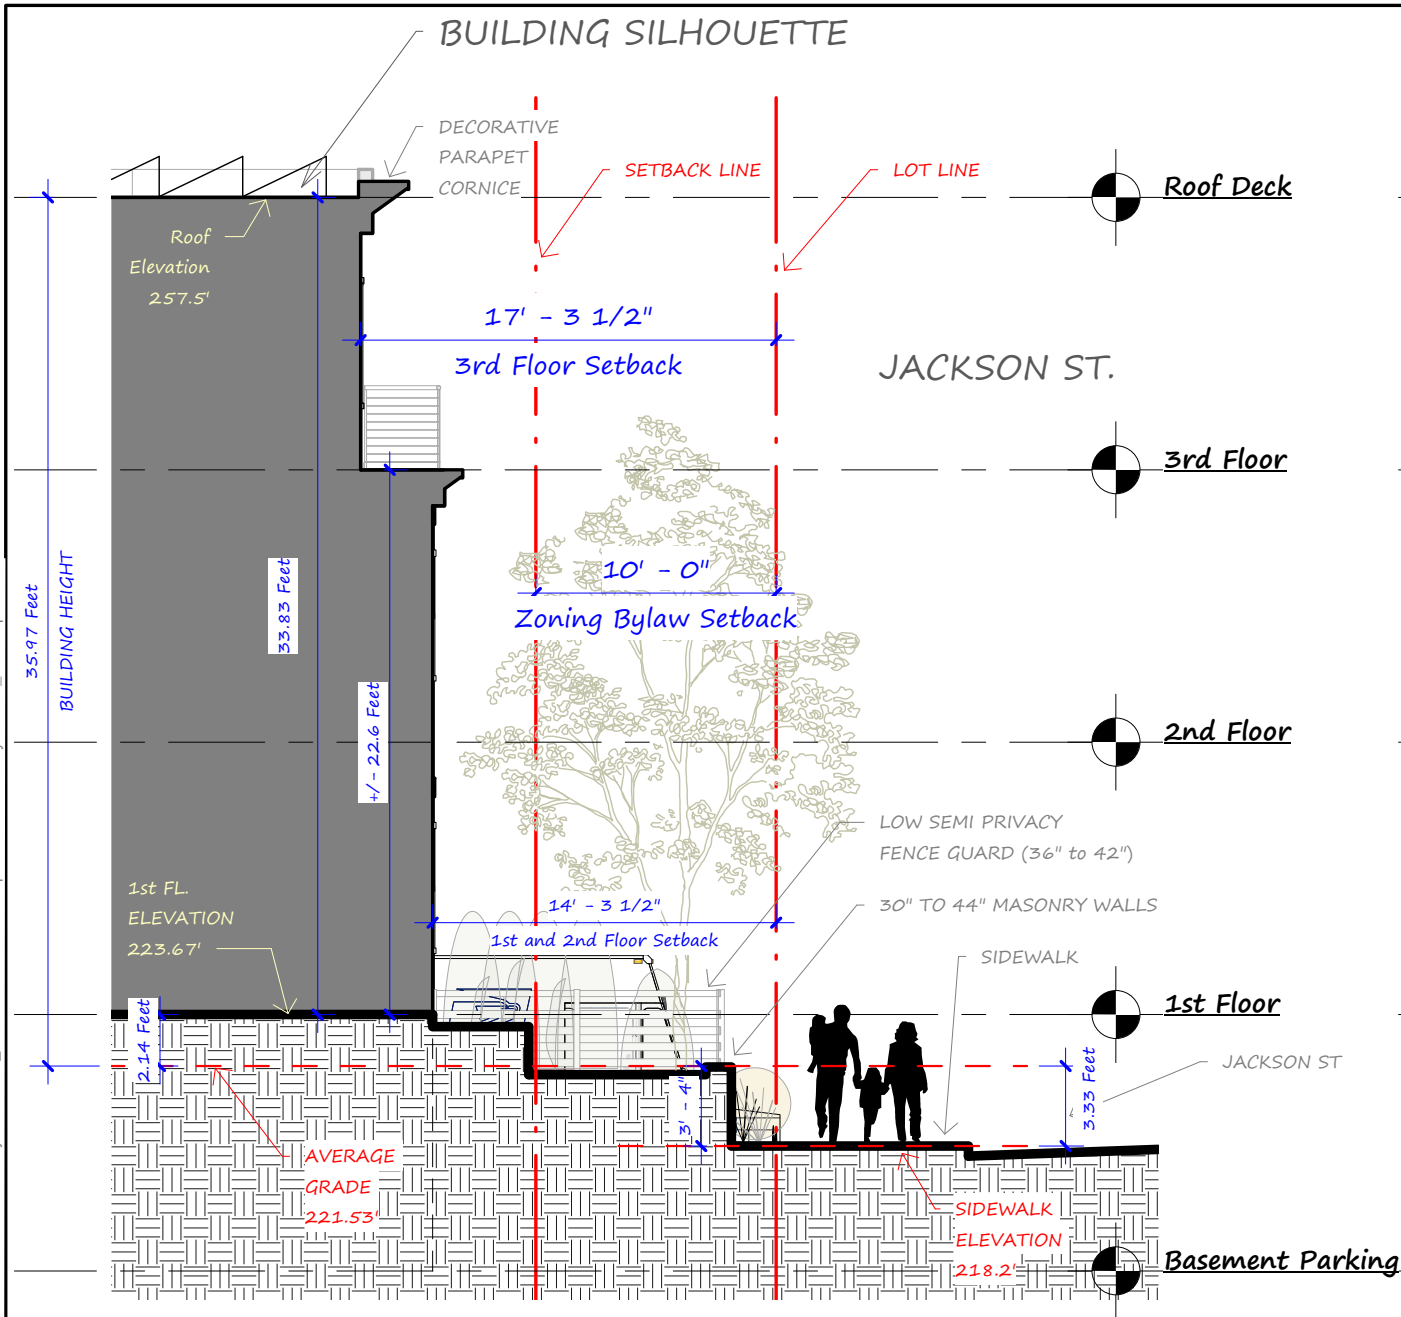 BUILDING SILHOUETTE
DECORATIVE
PARAPET
CORNICE
SETBACK LINE
LOT LINE
Roof Deck
Roof
Elevation
257.5'
17' - 3 1/2"
3rd Floor Setback
JACKSON ST.
3rd Floor
35.97 Feet
BUILDING HEIGHT
33.83 Feet
+/- 22.6 Feet
10' - 0"
Zoning Bylaw Setback
2nd Floor
LOW SEMI PRIVACY
FENCE GUARD (36" to 42")
1st FL.
ELEVATION
223.67'
14' - 3 1/2"
1st and 2nd Floor Setback
30" TO 44" MASONRY WALLS
SIDEWALK
1st Floor
2.14 Feet
3' - 4"
3.33 Feet
JACKSON ST
AVERAGE
GRADE
221.53'
SIDEWALK
ELEVATION
218.2'
Basement Parking